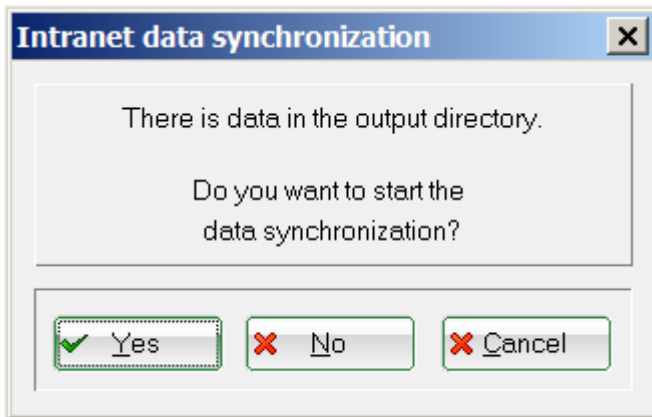 Intranet data synchronization
There is data in the output directory.
Do you want to start the
data synchronization?
Yes
No
Cancel